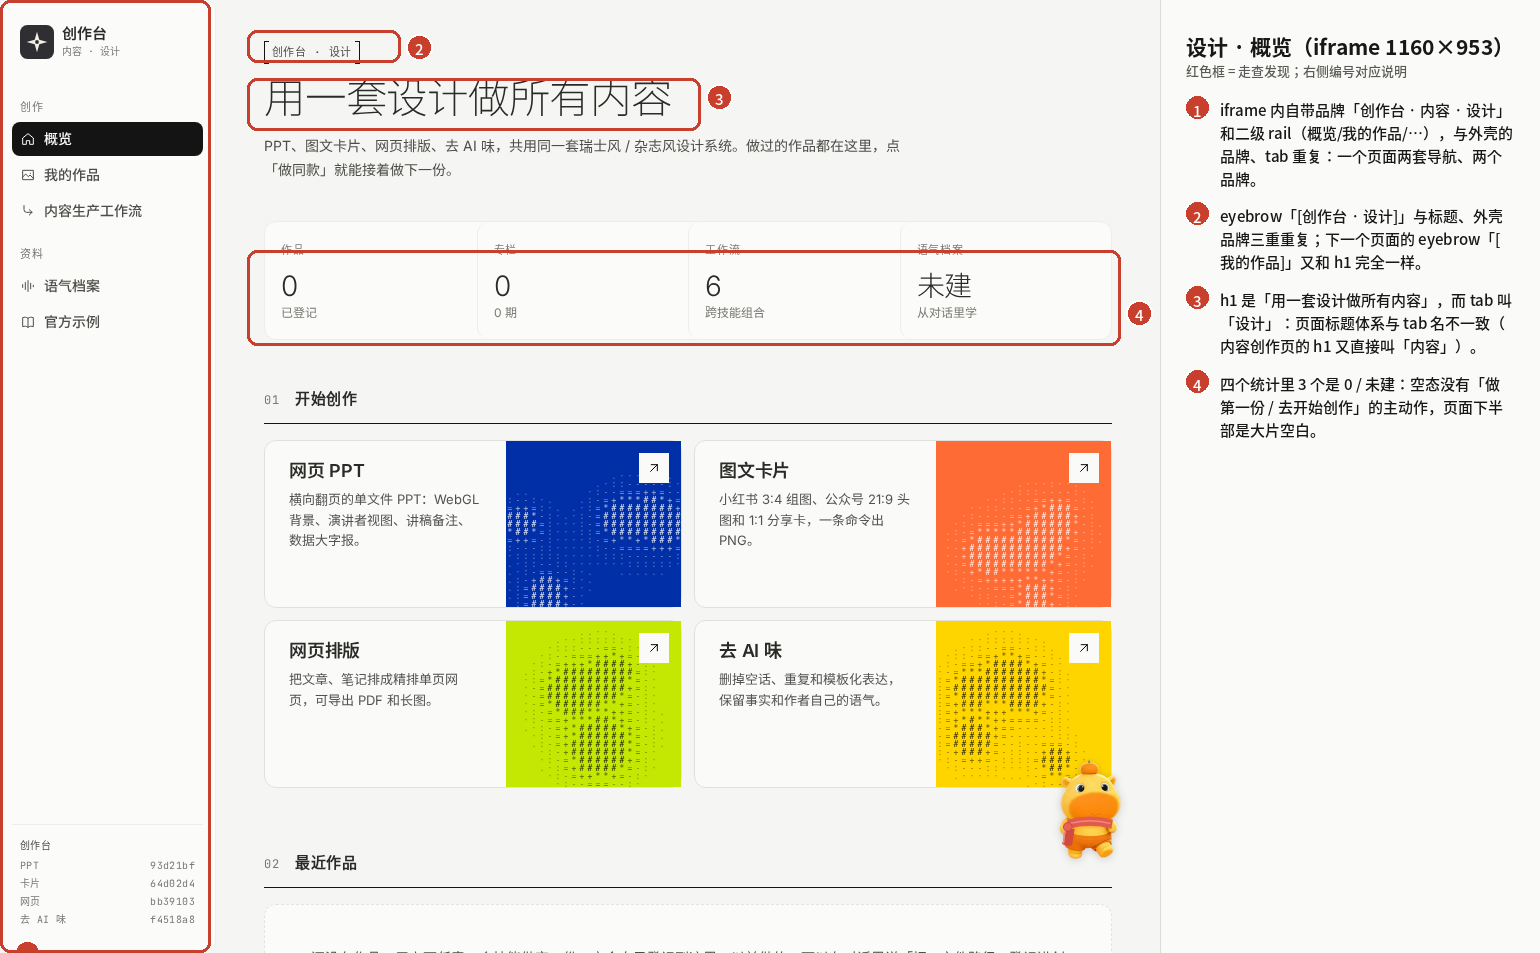 创作台
内容 · 设计
创作
概览
我的作品
内容生产工作流
资料
语气档案
官方示例
创作台
PPT 93d21bf
卡片 64d02d4
网页 bb39103
去 AI 味 f4518a8
[创作台 · 设计]
2
用一套设计做所有内容
3
PPT、图文卡片、网页排版、去 AI 味，共用同一套瑞士风 / 杂志风设计系统。做过的作品都在这里，点
「做同款」就能接着做下一份。
作品 专栏 工作流 语气档案
0 0 6 未建
已登记 0 期 跨技能组合 从对话里学
4
01 开始创作
网页 PPT
横向翻页的单文件 PPT：WebGL
背景、演讲者视图、讲稿备注、
数据大字报。
图文卡片
小红书 3:4 组图、公众号 21:9 头
图和 1:1 分享卡，一条命令出
PNG。
网页排版
把文章、笔记排成精排单页网
页，可导出 PDF 和长图。
去 AI 味
删掉空话、重复和模板化表达，
保留事实和作者自己的语气。
02 最近作品
设计 · 概览（iframe 1160×953）
红色框 = 走查发现；右侧编号对应说明
1
iframe 内自带品牌「创作台 · 内容 · 设计」
和二级 rail（概览/我的作品/…），与外壳的
品牌、tab 重复：一个页面两套导航、两个
品牌。
2
eyebrow「[创作台 · 设计]」与标题、外壳
品牌三重重复；下一个页面的 eyebrow「[
我的作品]」又和 h1 完全一样。
3
h1 是「用一套设计做所有内容」，而 tab 叫
「设计」：页面标题体系与 tab 名不一致（
内容创作页的 h1 又直接叫「内容」）。
4
四个统计里 3 个是 0 / 未建：空态没有「做
第一份 / 去开始创作」的主动作，页面下半
部是大片空白。